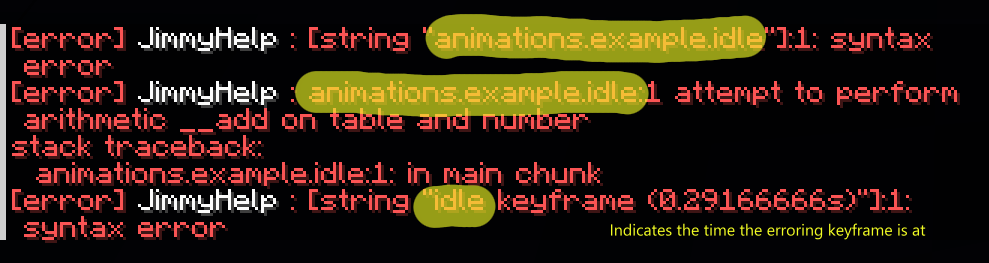 [error] JimmyHelp : [string "animations.example.idle"]:1: syntax
error
[error] JimmyHelp : animations.example.idle:1 attempt to perform
arithmetic __add on table and number
stack traceback:
animations.example.idle:1: in main chunk
[error] JimmyHelp : [string "idle keyframe (0.29166666s)"]:1:
syntax error
Indicates the time the erroring keyframe is at